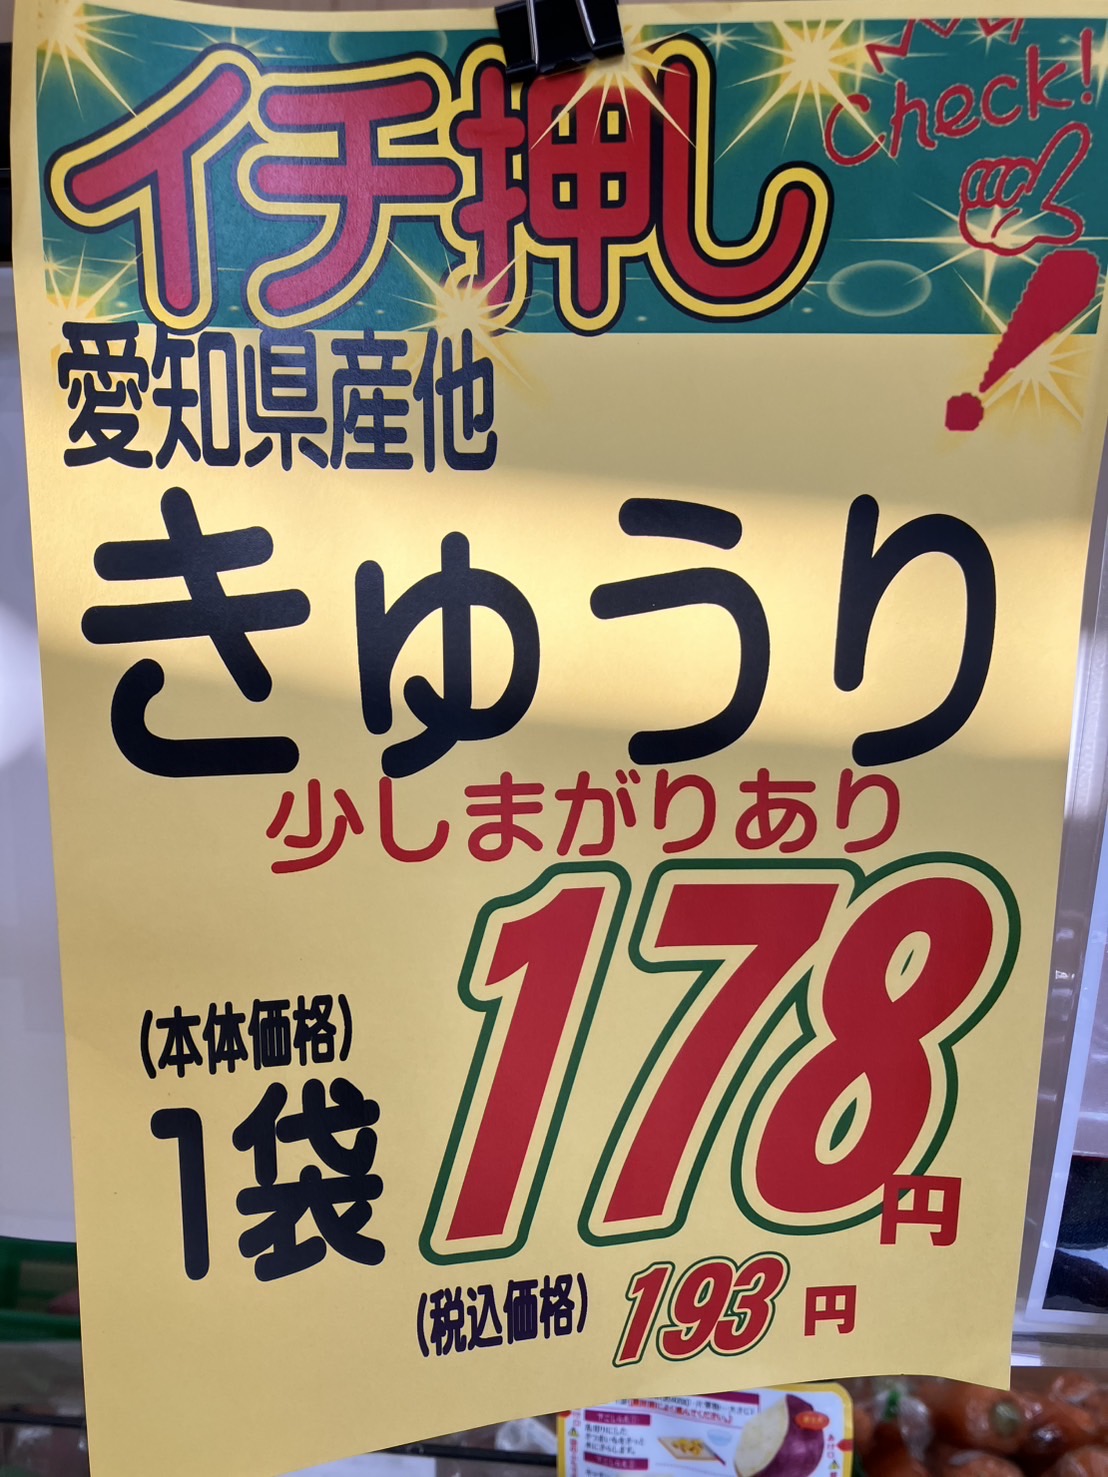 イチ押し
Check!
愛知県産他
きゅうり
少しまがりあり
(本体価格)
1袋
178円
(税込価格) 193円